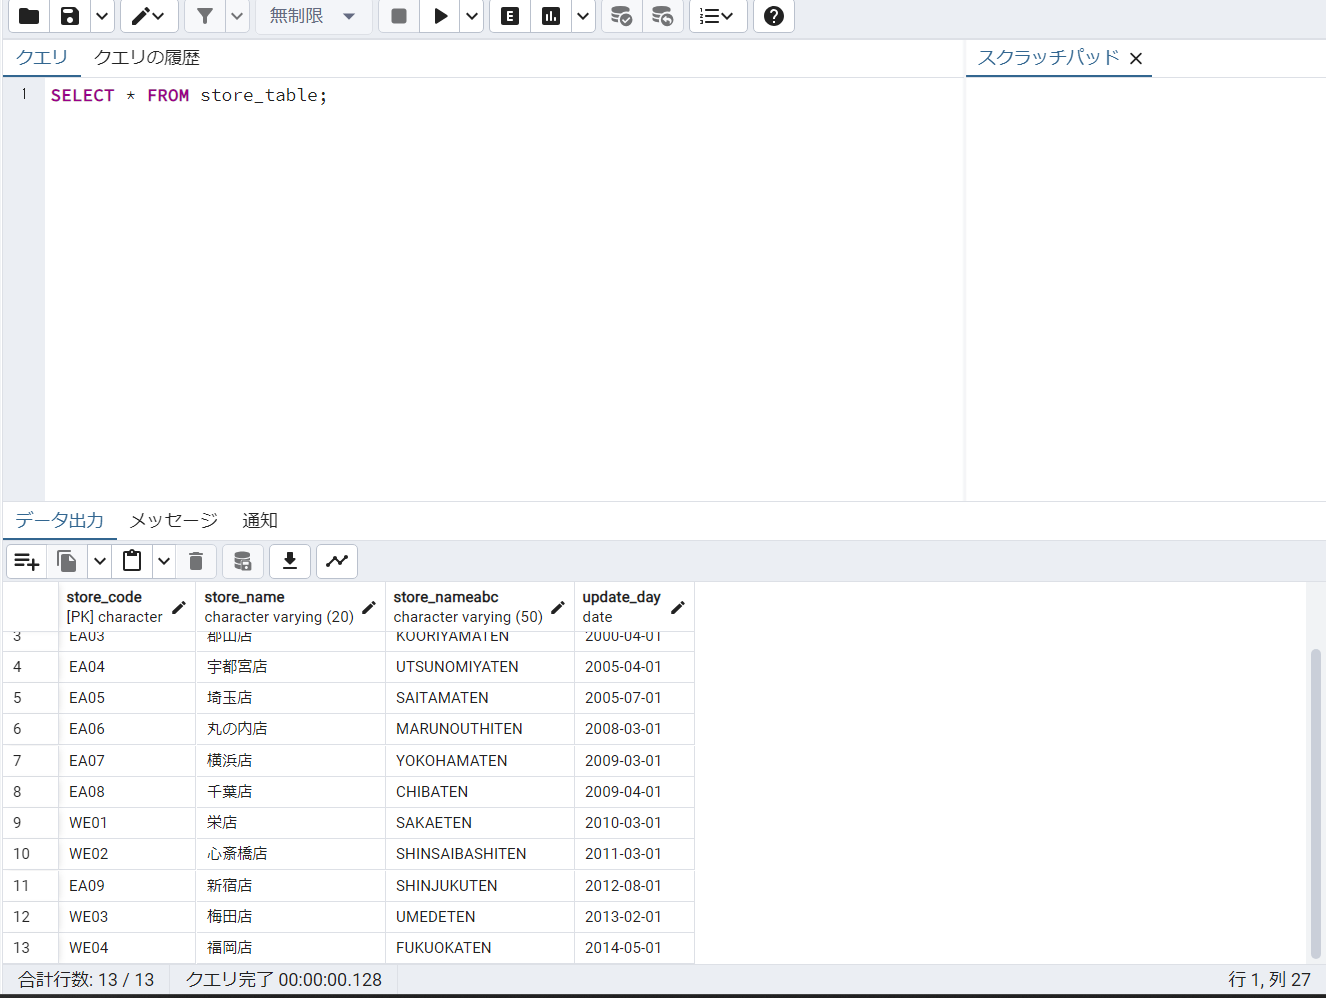 無制限
クエリ クエリの履歴 スクラッチパッド
1 SELECT * FROM store_table;
データ出力 メッセージ 通知
store_code store_name store_nameabc update_day
[PK] character character varying (20) character varying (50) date
3 EA03 郡山店 KOORIYAMATEN 2000-04-01
4 EA04 宇都宮店 UTSUNOMIYATEN 2005-04-01
5 EA05 埼玉店 SAITAMATEN 2005-07-01
6 EA06 丸の内店 MARUNOUTHITEN 2008-03-01
7 EA07 横浜店 YOKOHAMATEN 2009-03-01
8 EA08 千葉店 CHIBATEN 2009-04-01
9 WE01 栄店 SAKAETEN 2010-03-01
10 WE02 心斎橋店 SHINSAIBASHITEN 2011-03-01
11 EA09 新宿店 SHINJUKUTEN 2012-08-01
12 WE03 梅田店 UMEDETEN 2013-02-01
13 WE04 福岡店 FUKUOKATEN 2014-05-01
合計行数: 13 / 13 クエリ完了 00:00:00.128 行 1, 列 27